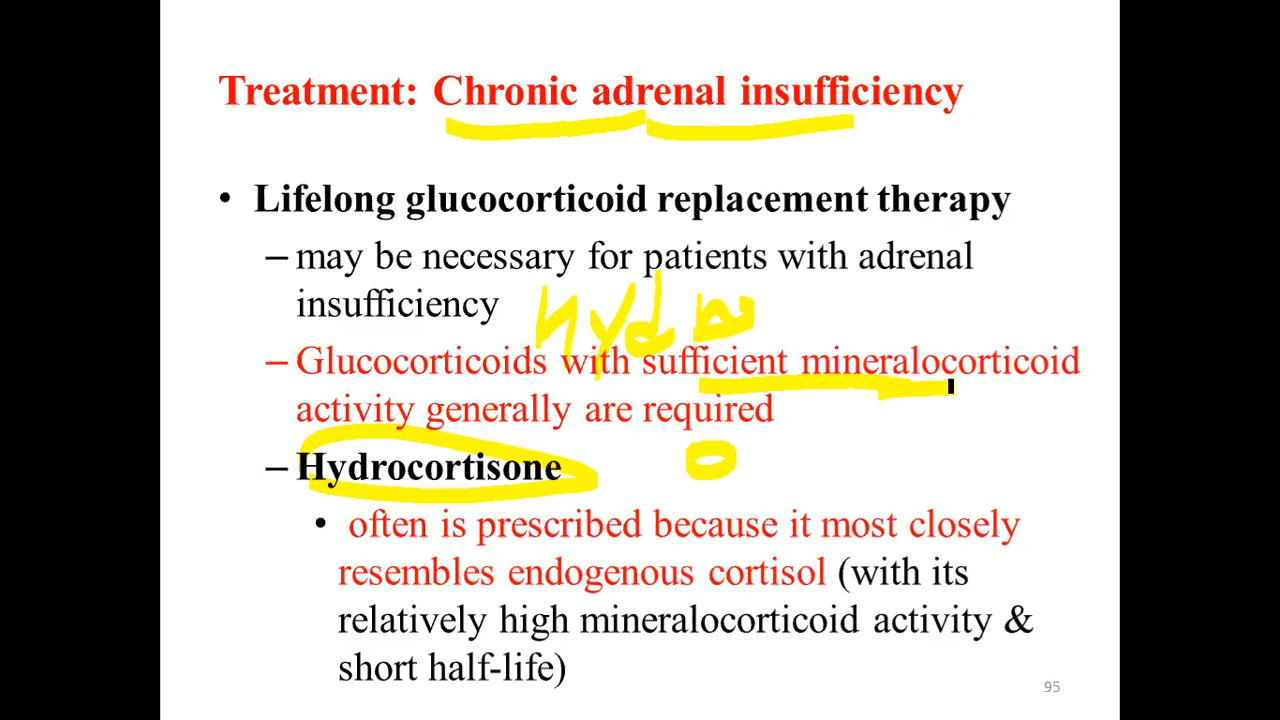 Treatment: Chronic adrenal insufficiency
• Lifelong glucocorticoid replacement therapy
– may be necessary for patients with adrenal
insufficiency
hydro
– Glucocorticoids with sufficient mineralocorticoid
activity generally are required
– Hydrocortisone
• often is prescribed because it most closely
resembles endogenous cortisol (with its
relatively high mineralocorticoid activity &
short half-life)
95